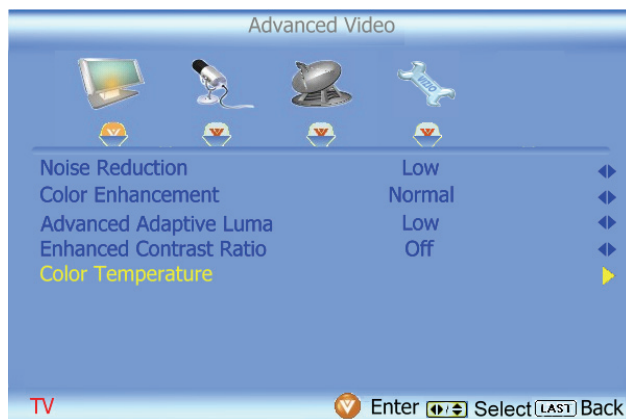 Advanced Video
VIZIO
Noise Reduction Low
Color Enhancement Normal
Advanced Adaptive Luma Low
Enhanced Contrast Ratio Off
Color Temperature
TV Enter Select LAST Back